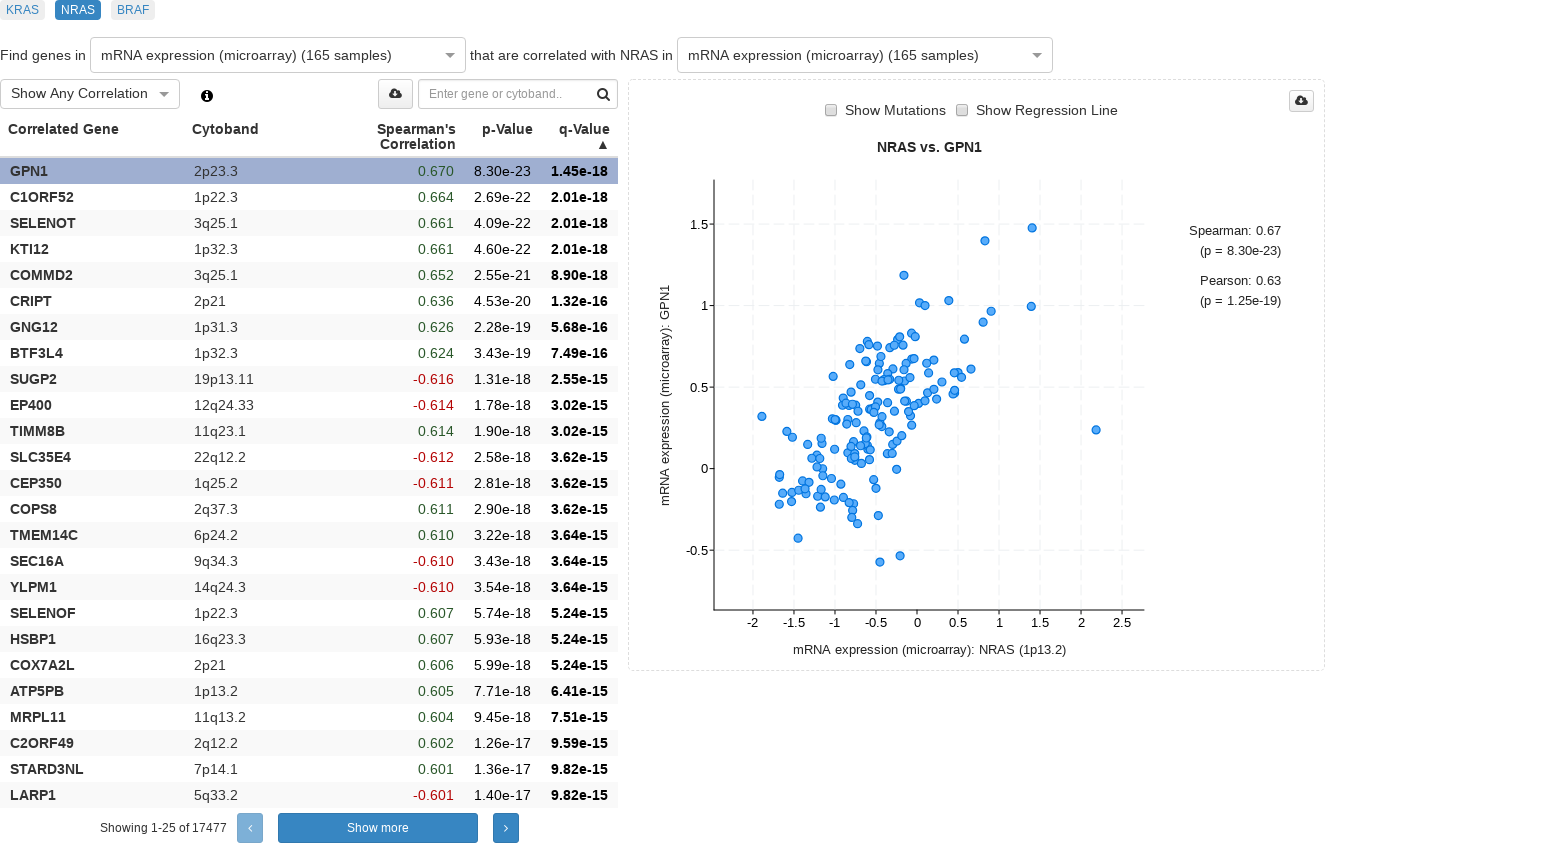 KRAS NRAS BRAF
Find genes in mRNA expression (microarray) (165 samples) that are correlated with NRAS in mRNA expression (microarray) (165 samples)
Show Any Correlation Enter gene or cytoband..
Correlated Gene Cytoband Spearman's Correlation p-Value q-Value ▲
GPN1 2p23.3 0.670 8.30e-23 1.45e-18
C1ORF52 1p22.3 0.664 2.69e-22 2.01e-18
SELENOT 3q25.1 0.661 4.09e-22 2.01e-18
KTI12 1p32.3 0.661 4.60e-22 2.01e-18
COMMD2 3q25.1 0.652 2.55e-21 8.90e-18
CRIPT 2p21 0.636 4.53e-20 1.32e-16
GNG12 1p31.3 0.626 2.28e-19 5.68e-16
BTF3L4 1p32.3 0.624 3.43e-19 7.49e-16
SUGP2 19p13.11 -0.616 1.31e-18 2.55e-15
EP400 12q24.33 -0.614 1.78e-18 3.02e-15
TIMM8B 11q23.1 0.614 1.90e-18 3.02e-15
SLC35E4 22q12.2 -0.612 2.58e-18 3.62e-15
CEP350 1q25.2 -0.611 2.81e-18 3.62e-15
COPS8 2q37.3 0.611 2.90e-18 3.62e-15
TMEM14C 6p24.2 0.610 3.22e-18 3.64e-15
SEC16A 9q34.3 -0.610 3.43e-18 3.64e-15
YLPM1 14q24.3 -0.610 3.54e-18 3.64e-15
SELENOF 1p22.3 0.607 5.74e-18 5.24e-15
HSBP1 16q23.3 0.607 5.93e-18 5.24e-15
COX7A2L 2p21 0.606 5.99e-18 5.24e-15
ATP5PB 1p13.2 0.605 7.71e-18 6.41e-15
MRPL11 11q13.2 0.604 9.45e-18 7.51e-15
C2ORF49 2q12.2 0.602 1.26e-17 9.59e-15
STARD3NL 7p14.1 0.601 1.36e-17 9.82e-15
LARP1 5q33.2 -0.601 1.40e-17 9.82e-15
Showing 1-25 of 17477 ‹ Show more ›
Show Mutations Show Regression Line
NRAS vs. GPN1
Spearman: 0.67
(p = 8.30e-23)
Pearson: 0.63
(p = 1.25e-19)
mRNA expression (microarray): GPN1
1.5
1
0.5
0
-0.5
-2 -1.5 -1 -0.5 0 0.5 1 1.5 2 2.5
mRNA expression (microarray): NRAS (1p13.2)